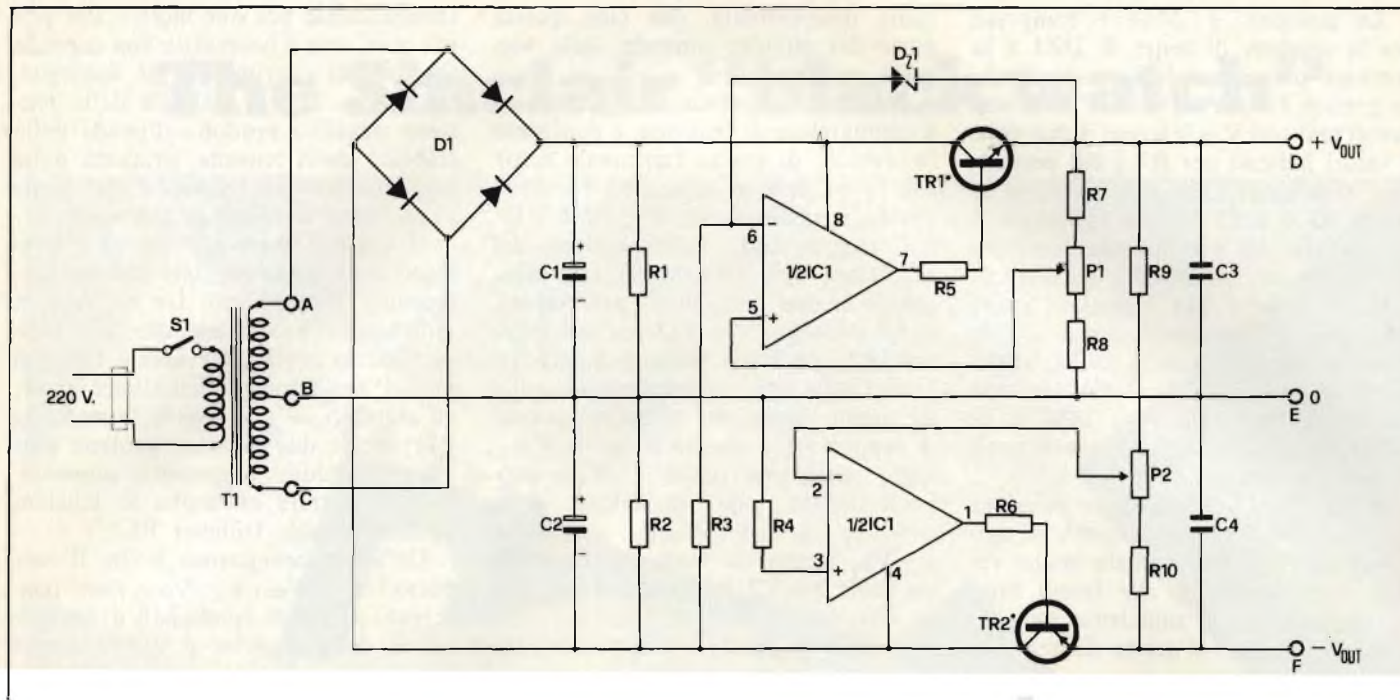 DZ1
D1
TR1*
D + VOUT
8
R7
6 -
C1 +
-
R1
1/2IC1
7
R5
P1
R9
C3
5 +
R8
S1
A
220 V.
B
0
E
T1
C
P2
2 -
C2 +
-
R2
R3
R4
1/2IC1
1
R6
C4
3 +
4
R10
TR2*
F - VOUT